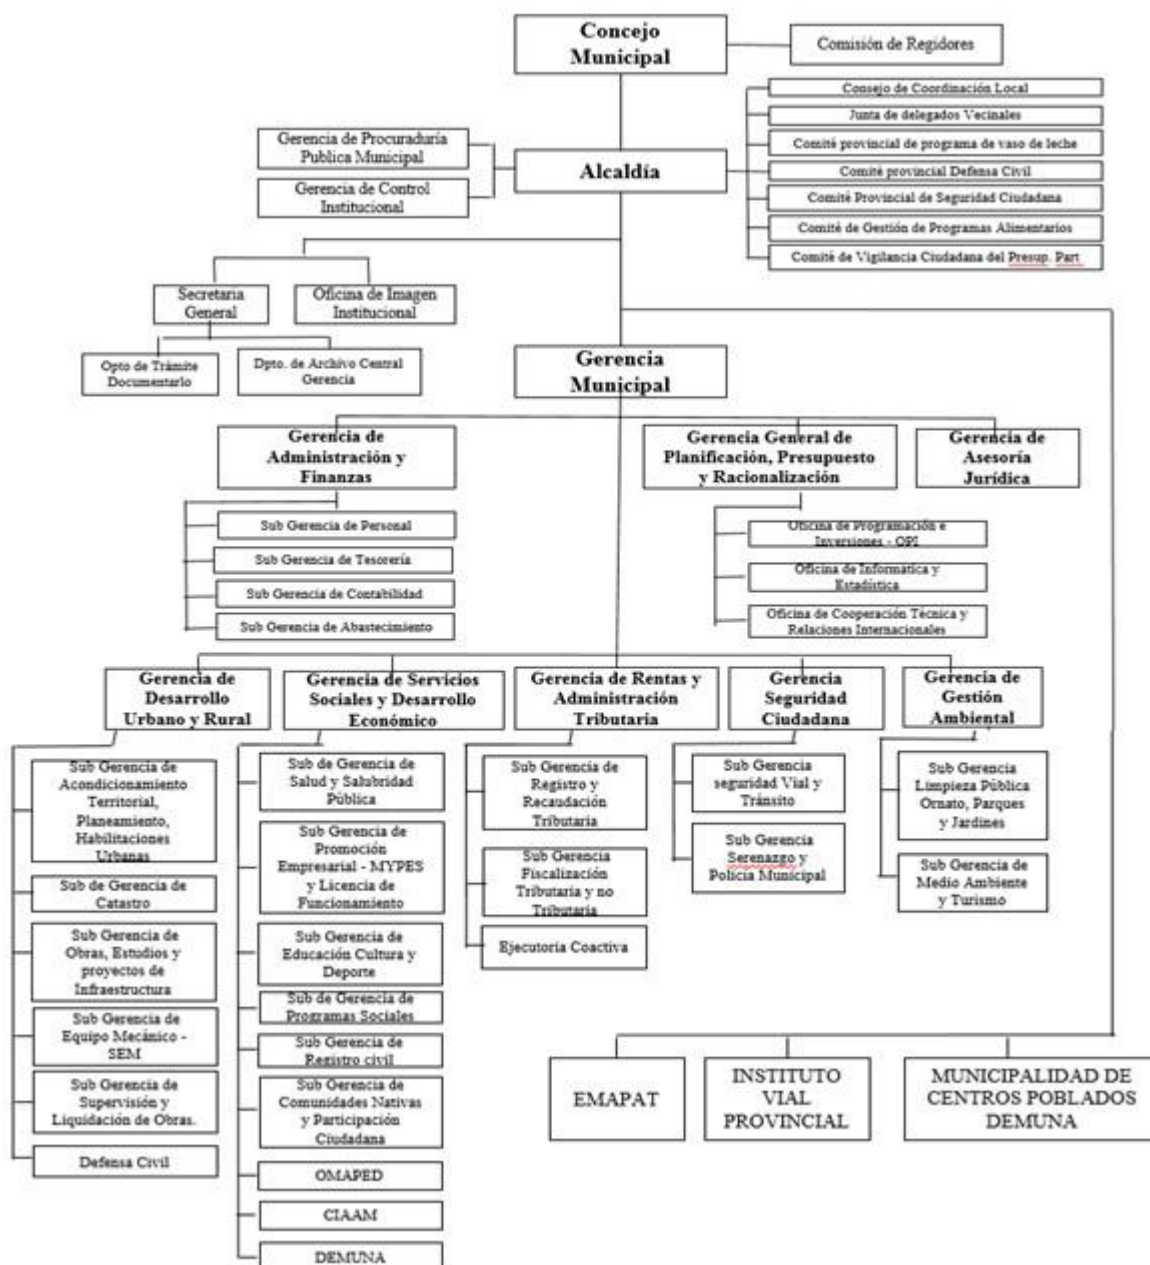 Concejo
Municipal
Comisión de Regidores
Consejo de Coordinación Local
Junta de delegados Vecinales
Comité provincial de programa de vaso de leche
Comité provincial Defensa Civil
Comité Provincial de Seguridad Ciudadana
Comité de Gestión de Programas Alimentarios
Comité de Vigilancia Ciudadana del Presup. Part
Gerencia de Procuraduría
Publica Municipal
Gerencia de Control
Institucional
Alcaldía
Secretaria
General
Oficina de Imagen
Institucional
Opto de Trámite
Documentarlo
Dpto. de Archivo Central
Gerencia
Gerencia
Municipal
Gerencia de
Administración y
Finanzas
Gerencia General de
Planificación, Presupuesto
y Racionalización
Gerencia de
Asesoría
Jurídica
Sub Gerencia de Personal
Sub Gerencia de Tesorería
Sub Gerencia de Contabilidad
Sub Gerencia de Abastecimiento
Oficina de Programación e
Inversiones - OPI
Oficina de Informatica y
Estadística
Oficina de Cooperación Técnica y
Relaciones Internacionales
Gerencia de
Desarrollo
Urbano y Rural
Gerencia de Servicios
Sociales y Desarrollo
Económico
Gerencia de Rentas y
Administración
Tributaria
Gerencia
Seguridad
Ciudadana
Gerencia de
Gestión
Ambiental
Sub Gerencia de
Acondicionamiento
Territorial,
Planeamiento,
Habilitaciones
Urbanas
Sub de Gerencia de
Catastro
Sub Gerencia de
Obras, Estudios y
proyectos de
Infraestructura
Sub Gerencia de
Equipo Mecánico -
SEM
Sub Gerencia de
Supervisión y
Liquidación de Obras.
Defensa Civil
Sub de Gerencia de
Salud y Salubridad
Pública
Sub Gerencia de
Promoción
Empresarial - MYPES
y Licencia de
Funcionamiento
Sub Gerencia de
Educación Cultura y
Deporte
Sub de Gerencia de
Programas Sociales
Sub Gerencia de
Registro civil
Sub Gerencia de
Comunidades Nativas
y Participación
Ciudadana
OMAPED
CIAAM
DEMUNA
Sub Gerencia de
Registro y
Recaudación
Tributaria
Sub Gerencia
Fiscalización
Tributaria y no
Tributaria
Ejecutoria Coactiva
Sub Gerencia
seguridad Vial y
Tránsito
Sub Gerencia
Serenazgo y
Policía Municipal
Sub Gerencia
Limpieza Pública
Ornato, Parques
y Jardines
Sub Gerencia de
Medio Ambiente
y Turismo
EMAPAT
INSTITUTO
VIAL
PROVINCIAL
MUNICIPALIDAD DE
CENTROS POBLADOS
DEMUNA